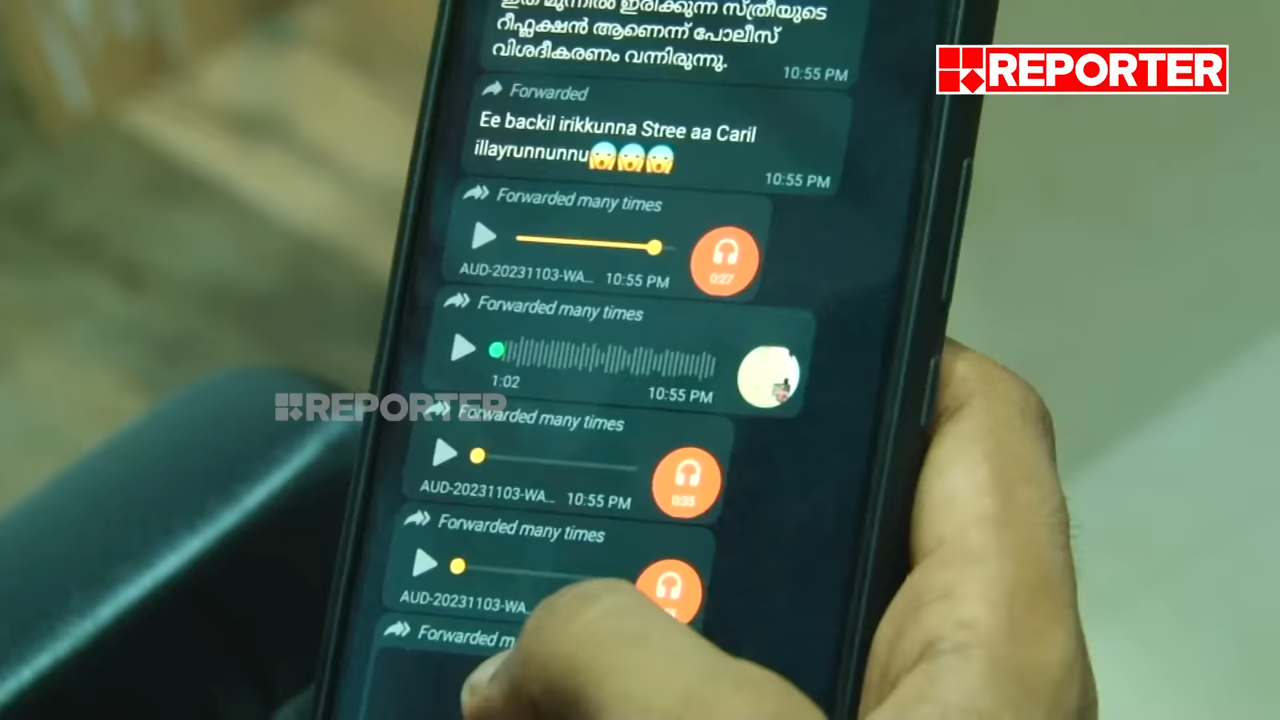 ഇത് മുന്നിൽ ഇരിക്കുന്ന സ്ത്രീയുടെ
റീഫ്ലക്ഷൻ ആണെന്ന് പോലീസ്
വിശദീകരണം വന്നിരുന്നു.
10:55 PM
REPORTER
Forwarded
Ee backil irikkunna Stree aa Caril
illayrunnunnu😱😱😱
10:55 PM
Forwarded many times
0:27
AUD-20231103-WA... 10:55 PM
Forwarded many times
1:02 10:55 PM
REPORTER
Forwarded many times
0:35
AUD-20231103-WA... 10:55 PM
Forwarded many times
AUD-20231103-WA..
Forwarded m